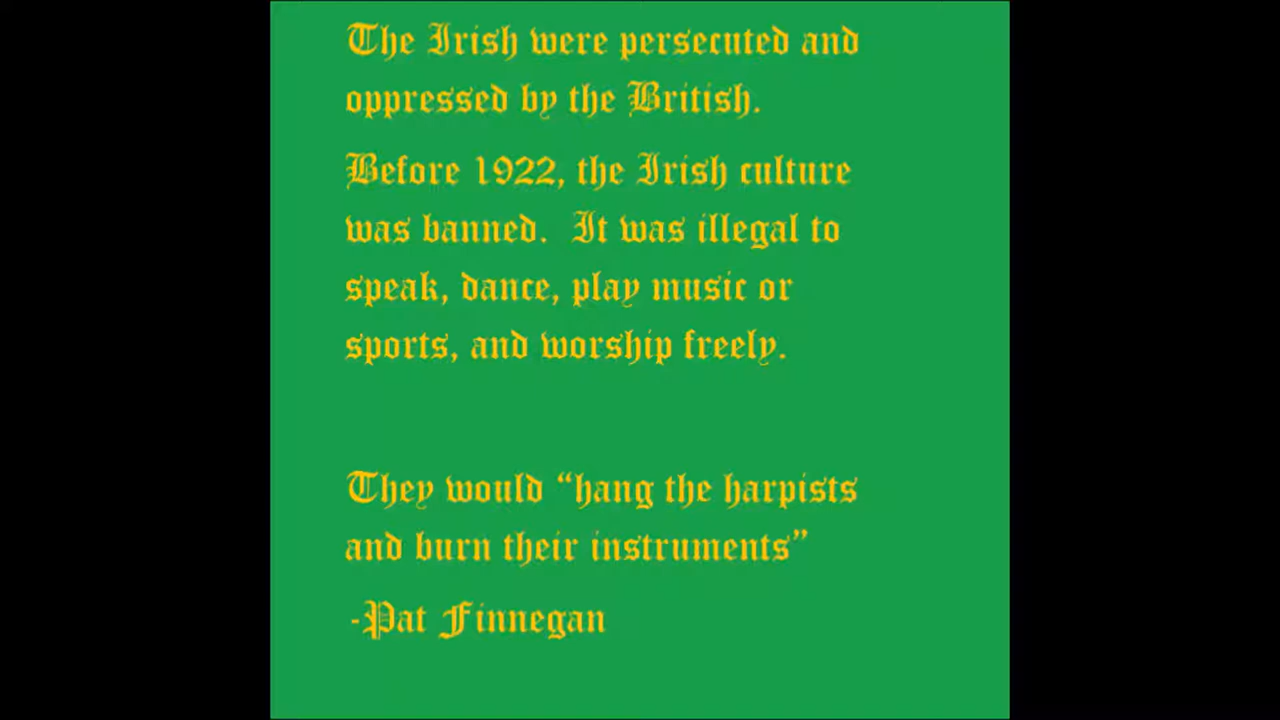 The Irish were persecuted and
oppressed by the British.
Before 1922, the Irish culture
was banned.  It was illegal to
speak, dance, play music or
sports, and worship freely.
They would “hang the harpists
and burn their instruments”
-Pat Finnegan